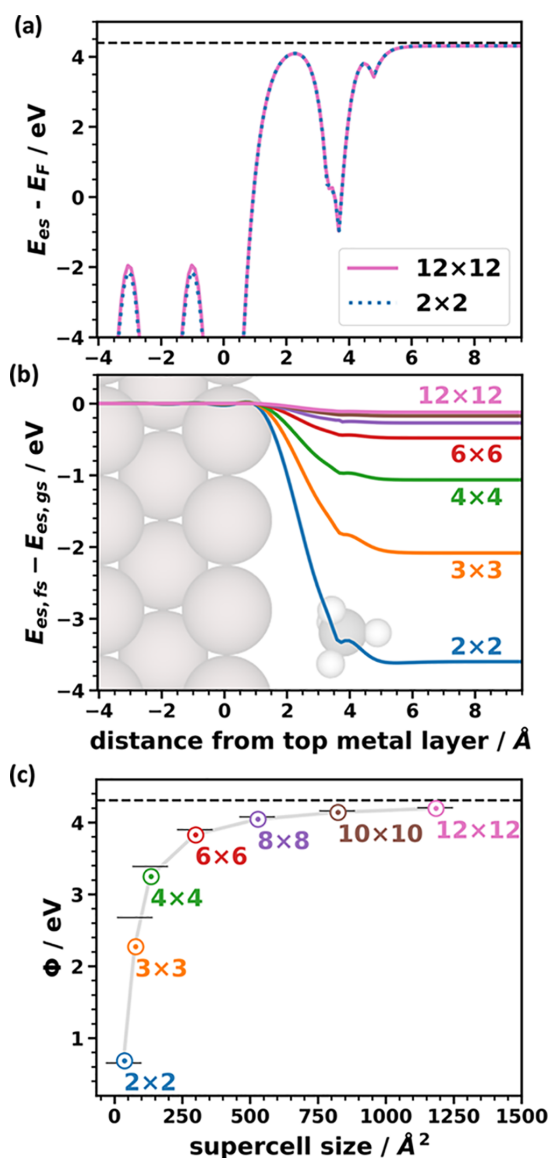 (a)
4
2
0
−2
−4
E_es - E_F / eV
12×12
2×2
−4 −2 0 2 4 6 8
(b)
0
−1
−2
−3
−4
E_es,fs − E_es,gs / eV
12×12
6×6
4×4
3×3
2×2
−4 −2 0 2 4 6 8
distance from top metal layer / Å
(c)
4
3
2
1
Φ / eV
12×12
10×10
8×8
6×6
4×4
3×3
2×2
0 250 500 750 1000 1250 1500
supercell size / Å²